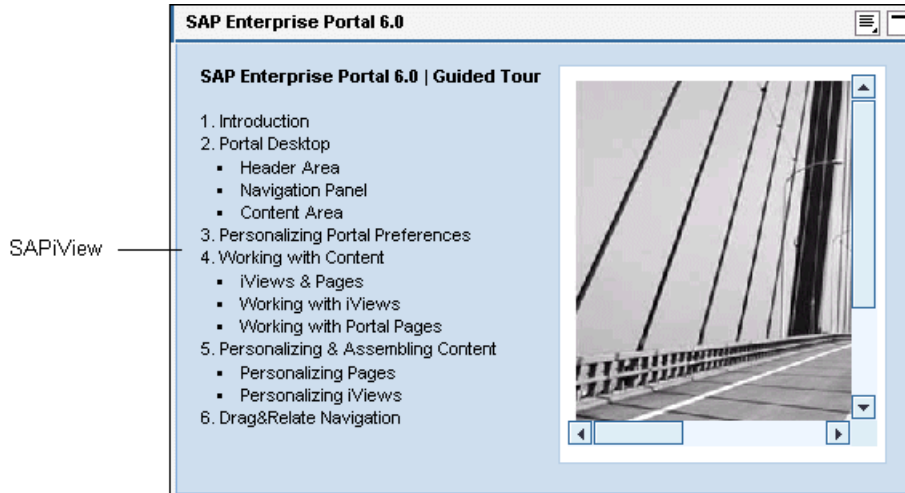 SAP Enterprise Portal 6.0
SAP Enterprise Portal 6.0 | Guided Tour
1. Introduction
2. Portal Desktop
▪ Header Area
▪ Navigation Panel
▪ Content Area
SAPiView
3. Personalizing Portal Preferences
4. Working with Content
▪ iViews & Pages
▪ Working with iViews
▪ Working with Portal Pages
5. Personalizing & Assembling Content
▪ Personalizing Pages
▪ Personalizing iViews
6. Drag&Relate Navigation